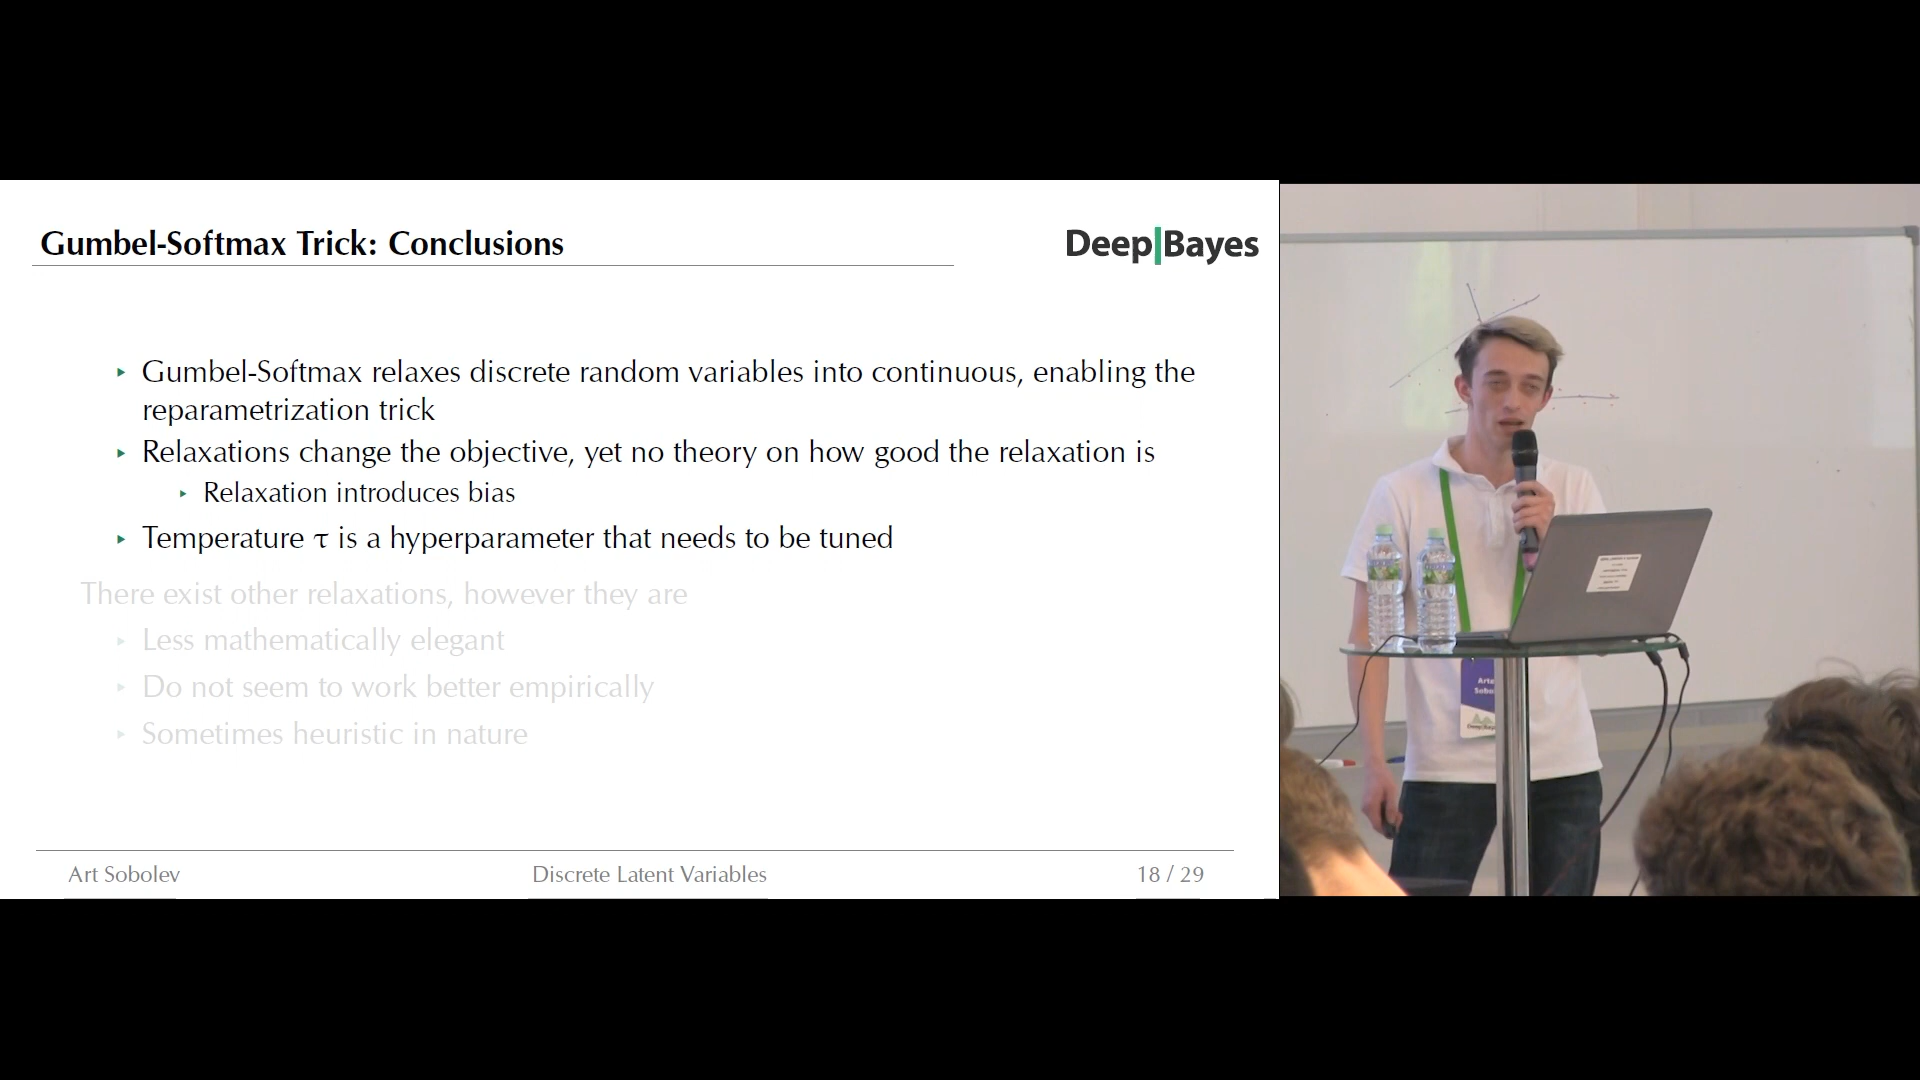 Gumbel-Softmax Trick: Conclusions
Deep|Bayes
‣ Gumbel-Softmax relaxes discrete random variables into continuous, enabling the
reparametrization trick
‣ Relaxations change the objective, yet no theory on how good the relaxation is
‣ Relaxation introduces bias
‣ Temperature τ is a hyperparameter that needs to be tuned
There exist other relaxations, however they are
‣ Less mathematically elegant
‣ Do not seem to work better empirically
‣ Sometimes heuristic in nature
Art Sobolev
Discrete Latent Variables
18 / 29